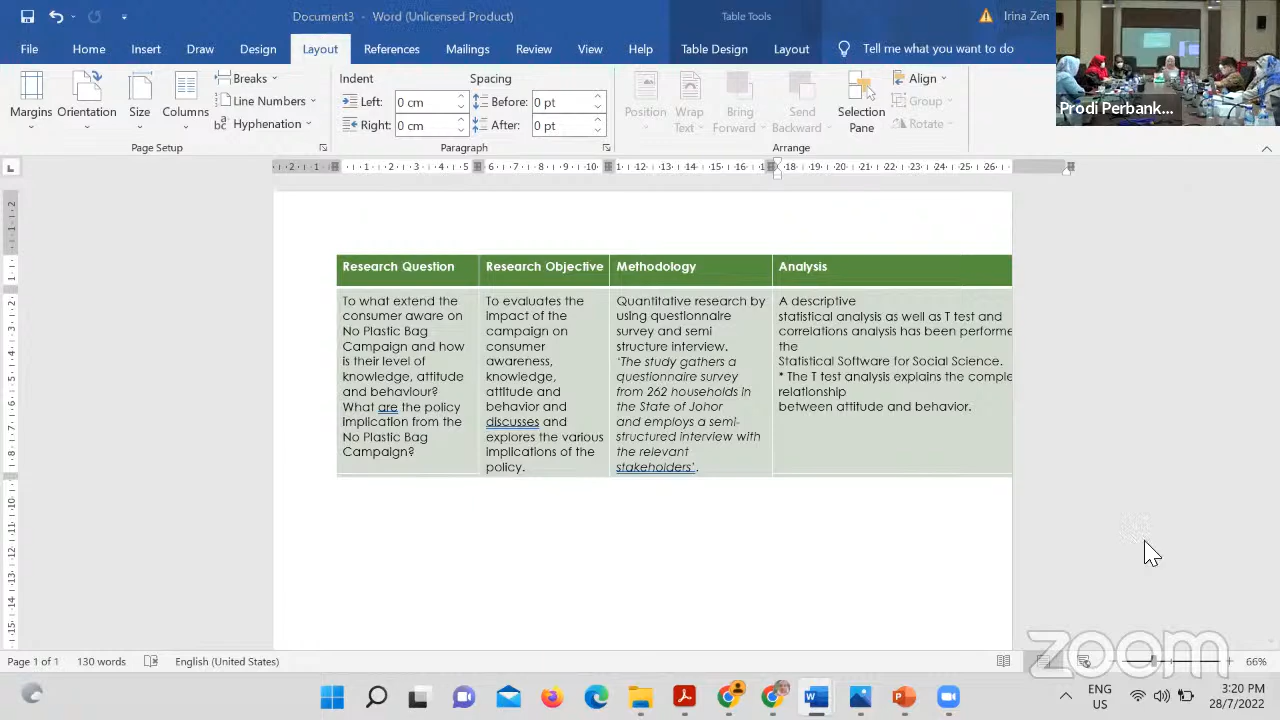 Document3 - Word (Unlicensed Product)
Table Tools
Irina Zen
File Home Insert Draw Design Layout References Mailings Review View Help Table Design Layout Tell me what you want to do
Margins
Orientation
Size
Columns
Breaks
Line Numbers
Hyphenation
Page Setup
Indent
Left: 0 cm
Right: 0 cm
Spacing
Before: 0 pt
After: 0 pt
Paragraph
Position
Wrap
Text
Bring
Forward
Send
Backward
Selection
Pane
Align
Group
Rotate
Arrange
Prodi Perbank...
Research Question
To what extend the
consumer aware on
No Plastic Bag
Campaign and how
is their level of
knowledge, attitude
and behaviour?
What are the policy
implication from the
No Plastic Bag
Campaign?
Research Objective
To evaluates the
impact of the
campaign on
consumer
awareness,
knowledge,
attitude and
behavior and
discusses and
explores the various
implications of the
policy.
Methodology
Quantitative research by
using questionnaire
survey and semi
structure interview.
‘The study gathers a
questionnaire survey
from 262 households in
the State of Johor
and employs a semi-
structured interview with
the relevant
stakeholders’.
Analysis
A descriptive
statistical analysis as well as T test and
correlations analysis has been performe
the
Statistical Software for Social Science.
* The T test analysis explains the comple
relationship
between attitude and behavior.
zoom
Page 1 of 1 130 words English (United States) 66%
ENG
US
3:20 PM
28/7/2022